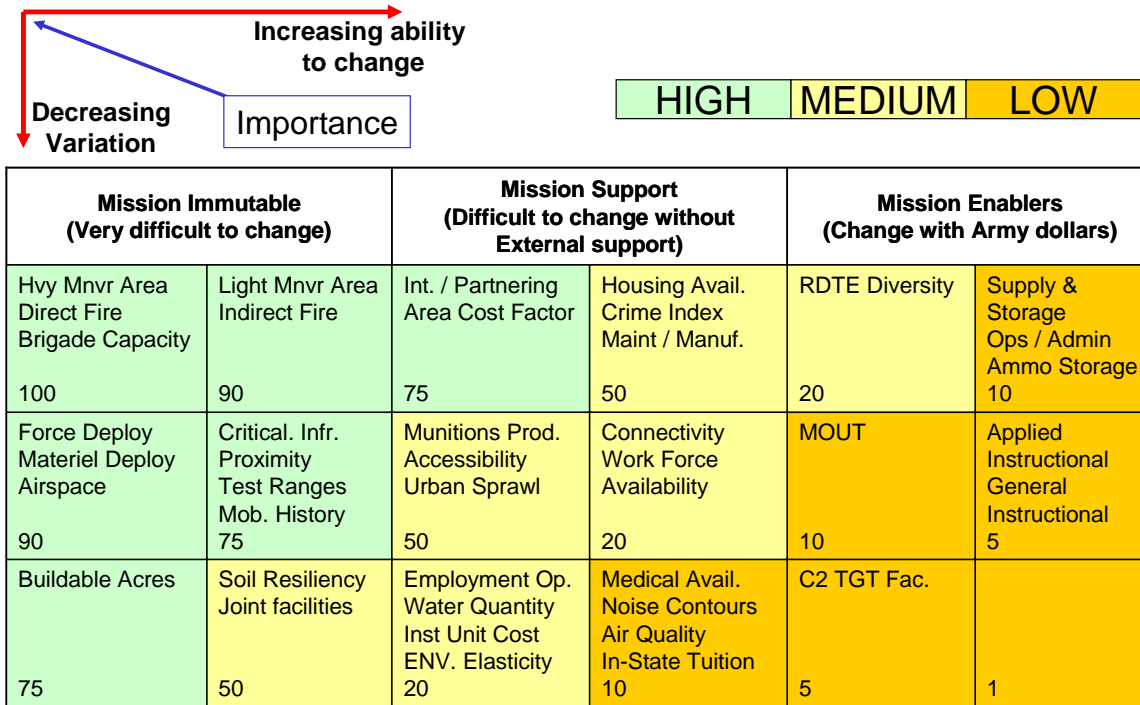 Increasing ability
to change
Decreasing
Variation
Importance
HIGH MEDIUM LOW
Mission Immutable
(Very difficult to change)
Mission Support
(Difficult to change without
External support)
Mission Enablers
(Change with Army dollars)
Hvy Mnvr Area
Direct Fire
Brigade Capacity
100
Light Mnvr Area
Indirect Fire
90
Int. / Partnering
Area Cost Factor
75
Housing Avail.
Crime Index
Maint / Manuf.
50
RDTE Diversity
20
Supply &
Storage
Ops / Admin
Ammo Storage
10
Force Deploy
Materiel Deploy
Airspace
90
Critical. Infr.
Proximity
Test Ranges
Mob. History
75
Munitions Prod.
Accessibility
Urban Sprawl
50
Connectivity
Work Force
Availability
20
MOUT
10
Applied
Instructional
General
Instructional
5
Buildable Acres
75
Soil Resiliency
Joint facilities
50
Employment Op.
Water Quantity
Inst Unit Cost
ENV. Elasticity
20
Medical Avail.
Noise Contours
Air Quality
In-State Tuition
10
C2 TGT Fac.
5
1